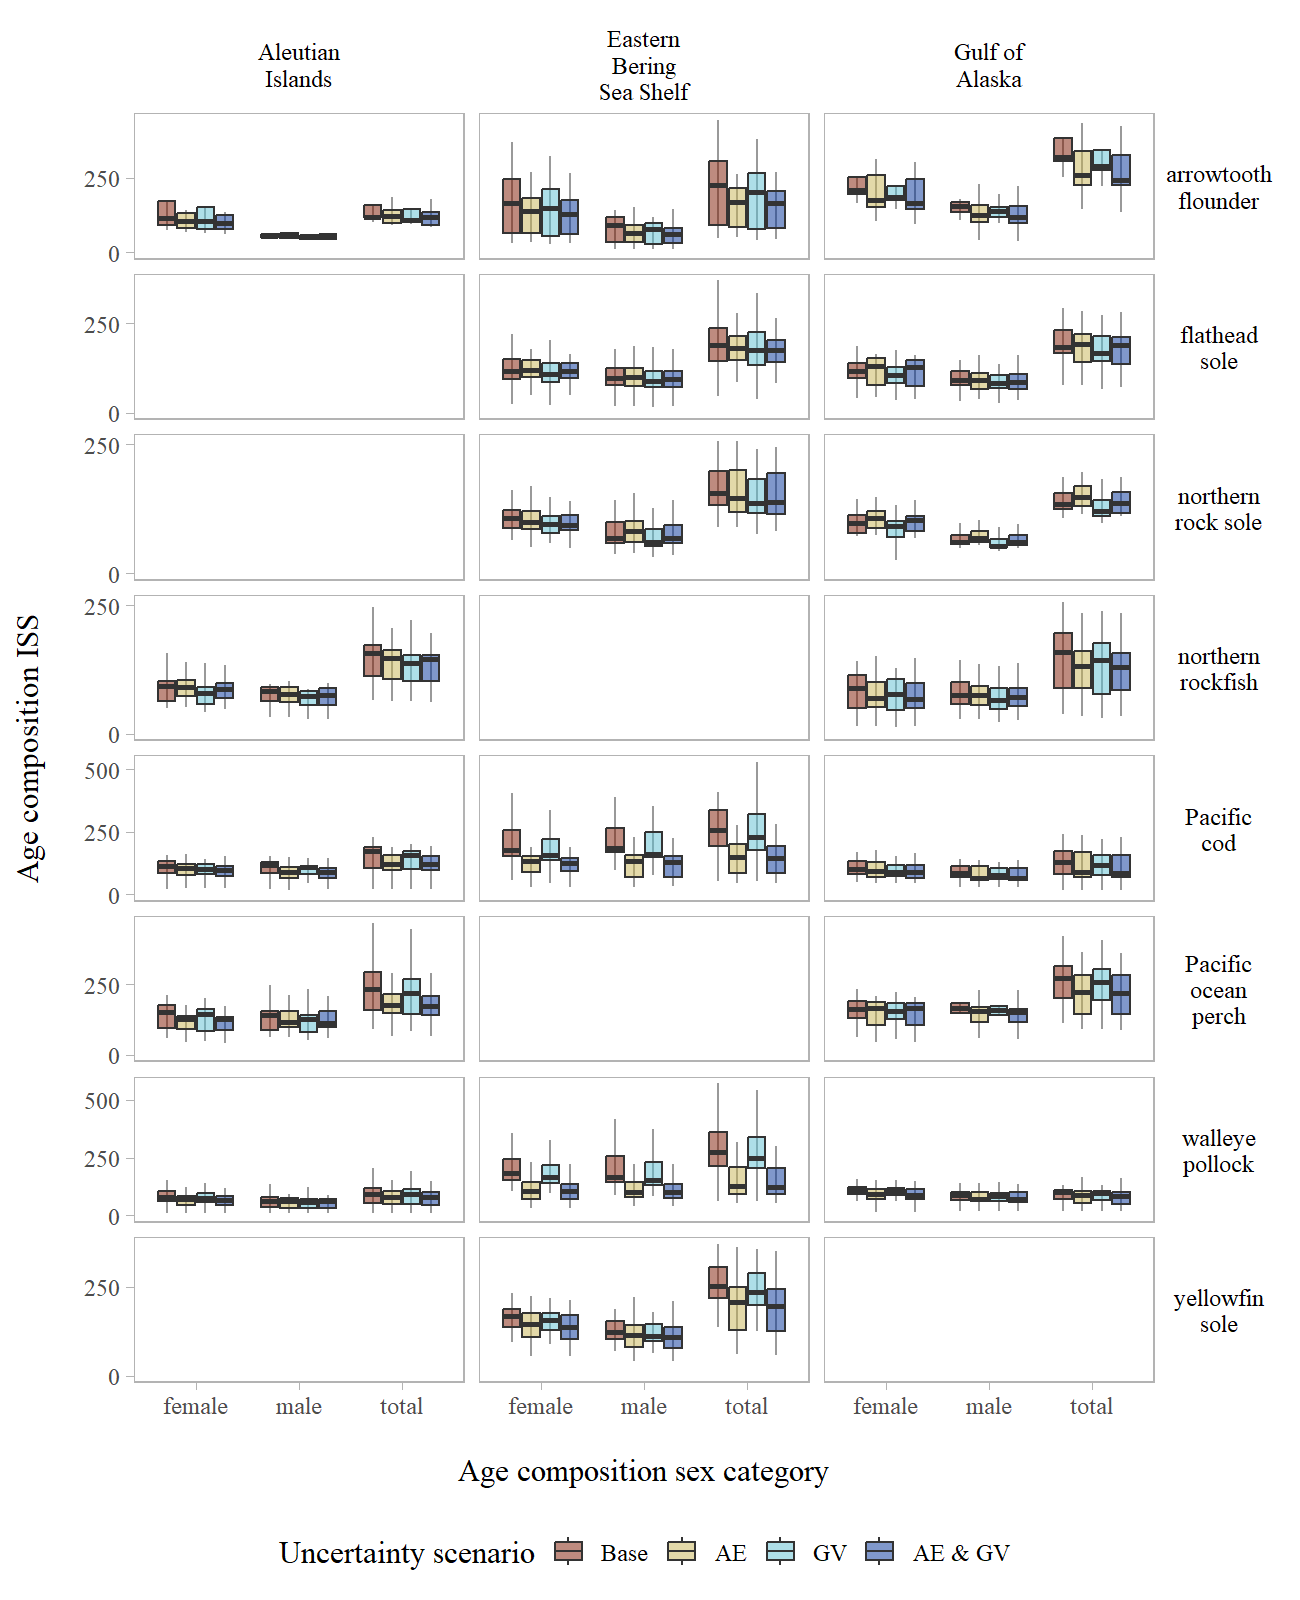 Aleutian
Islands
Eastern
Bering
Sea Shelf
Gulf of
Alaska
250
0
arrowtooth
flounder
250
0
flathead
sole
250
0
northern
rock sole
250
0
northern
rockfish
500
250
0
Pacific
cod
250
0
Pacific
ocean
perch
500
250
0
walleye
pollock
250
0
yellowfin
sole
Age composition ISS
female male total female male total female male total
Age composition sex category
Uncertainty scenario Base AE GV AE & GV